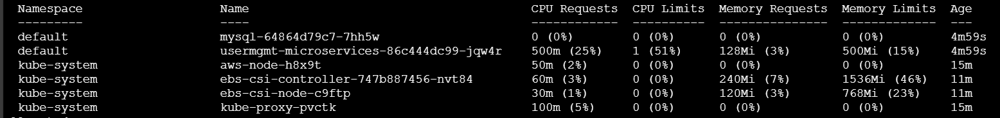 Namespace Name CPU Requests CPU Limits Memory Requests Memory Limits Age
--------- ---- ------------ ---------- --------------- ------------- ---
default mysql-64864d79c7-7hh5w 0 (0%) 0 (0%) 0 (0%) 0 (0%) 4m59s
default usermgmt-microservices-86c444dc99-jqw4r 500m (25%) 1 (51%) 128Mi (3%) 500Mi (15%) 4m59s
kube-system aws-node-h8x9t 50m (2%) 0 (0%) 0 (0%) 0 (0%) 15m
kube-system ebs-csi-controller-747b887456-nvt84 60m (3%) 0 (0%) 240Mi (7%) 1536Mi (46%) 11m
kube-system ebs-csi-node-c9ftp 30m (1%) 0 (0%) 120Mi (3%) 768Mi (23%) 11m
kube-system kube-proxy-pvctk 100m (5%) 0 (0%) 0 (0%) 0 (0%) 15m